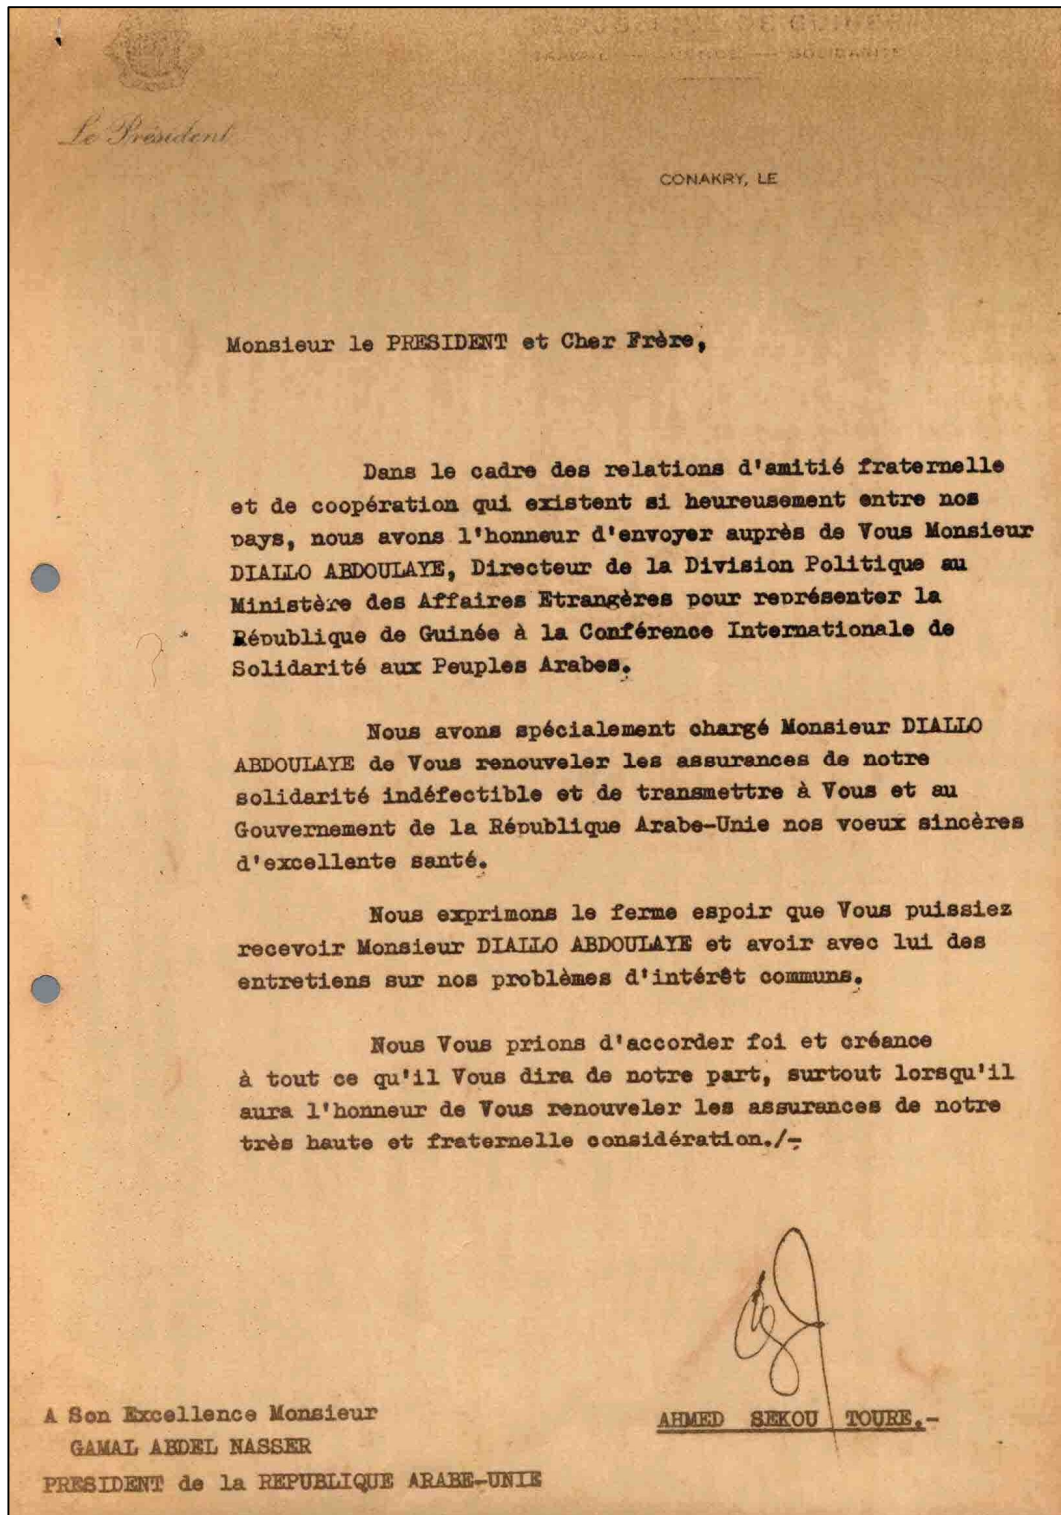 Le Président
CONAKRY, LE
Monsieur le PRESIDENT et Cher Frère,
Dans le cadre des relations d'amitié fraternelle
et de coopération qui existent si heureusement entre nos
pays, nous avons l'honneur d'envoyer auprès de Vous Monsieur
DIALLO ABDOULAYE, Directeur de la Division Politique au
Ministère des Affaires Etrangères pour représenter la
République de Guinée à la Conférence Internationale de
Solidarité aux Peuples Arabes.
Nous avons spécialement chargé Monsieur DIALLO
ABDOULAYE de Vous renouveler les assurances de notre
solidarité indéfectible et de transmettre à Vous et au
Gouvernement de la République Arabe-Unie nos voeux sincères
d'excellente santé.
Nous exprimons le ferme espoir que Vous puissiez
recevoir Monsieur DIALLO ABDOULAYE et avoir avec lui des
entretiens sur nos problèmes d'intérêt communs.
Nous Vous prions d'accorder foi et créance
à tout ce qu'il Vous dira de notre part, surtout lorsqu'il
aura l'honneur de Vous renouveler les assurances de notre
très haute et fraternelle considération./-
AHMED SEKOU TOURE.-
A Son Excellence Monsieur
GAMAL ABDEL NASSER
PRESIDENT de la REPUBLIQUE ARABE-UNIE